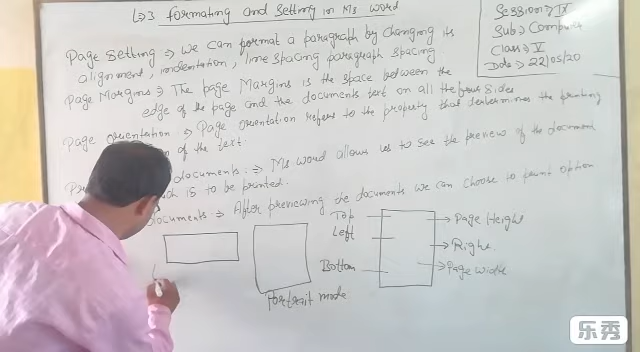 L→3 formating and Setting in Ms word
Session → IX
Sub → Computer
Class → V
Date → 22/05/20
Page Setting → We can format a paragraph by changing its
alignment, indentation, line spacing paragraph spacing
Page Margins → The page Margins is the space between the
edge of the page and the documents text on all the four sides
Page orientation → Page orientation refers to the property that determines the printing
of the text.
documents → Ms word allows us to see the preview of the document
is to be printed.
documents → After previewing the documents we can choose to print option
Top
Left
Bottom
Page Height
Right
Page width
Portrait mode
乐秀